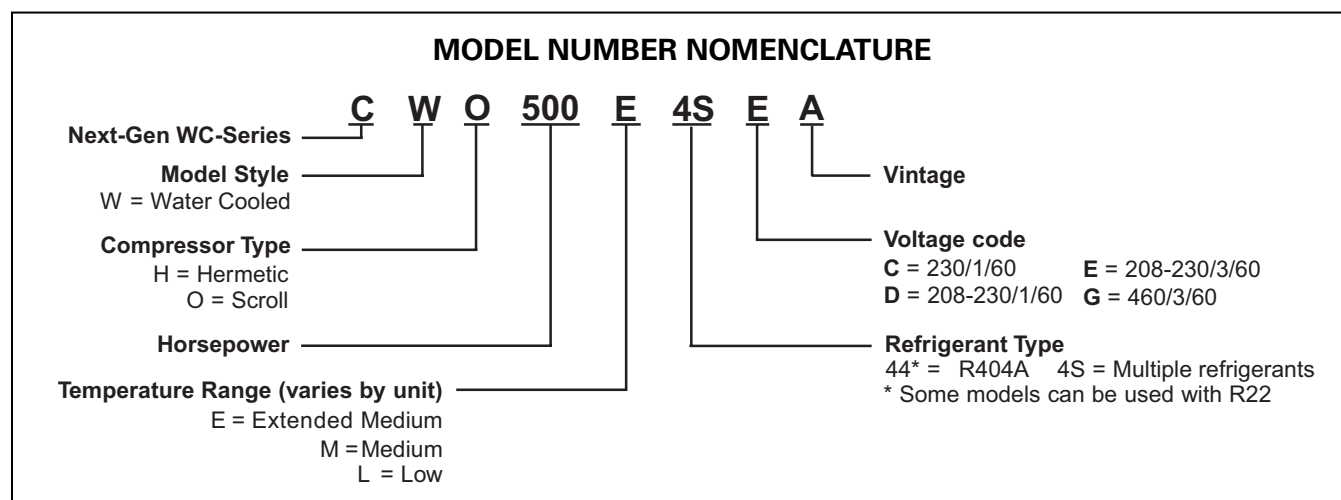 MODEL NUMBER NOMENCLATURE
C W O 500 E 4S E A
Next-Gen WC-Series
Model Style
W = Water Cooled
Compressor Type
H = Hermetic
O = Scroll
Horsepower
Temperature Range (varies by unit)
E = Extended Medium
M = Medium
L = Low
Vintage
Voltage code
C = 230/1/60 E = 208-230/3/60
D = 208-230/1/60 G = 460/3/60
Refrigerant Type
44* = R404A 4S = Multiple refrigerants
* Some models can be used with R22